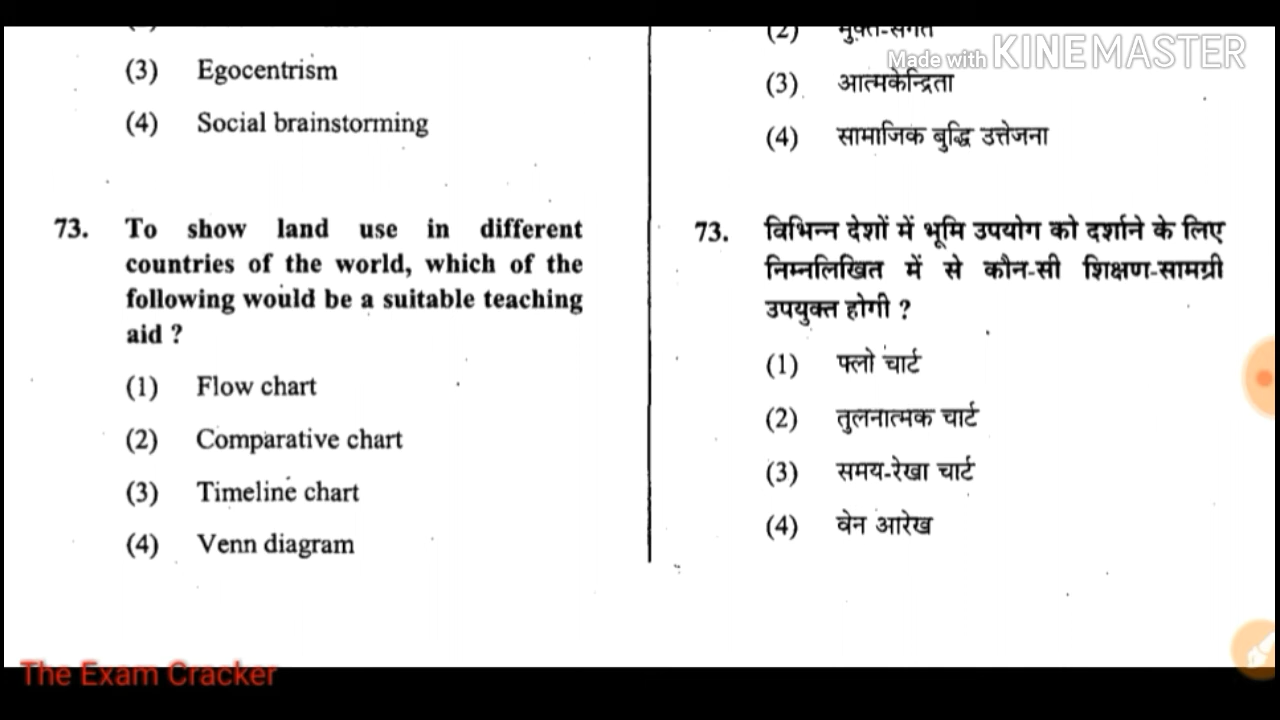 (3) Egocentrism
(4) Social brainstorming
73. To show land use in different
countries of the world, which of the
following would be a suitable teaching
aid ?
(1) Flow chart
(2) Comparative chart
(3) Timeline chart
(4) Venn diagram
Made with KINEMASTER
(3) आत्मकेन्द्रिता
(4) सामाजिक बुद्धि उत्तेजना
73. विभिन्न देशों में भूमि उपयोग को दर्शाने के लिए
निम्नलिखित में से कौन-सी शिक्षण-सामग्री
उपयुक्त होगी ?
(1) फ्लो चार्ट
(2) तुलनात्मक चार्ट
(3) समय-रेखा चार्ट
(4) वेन आरेख
The Exam Cracker